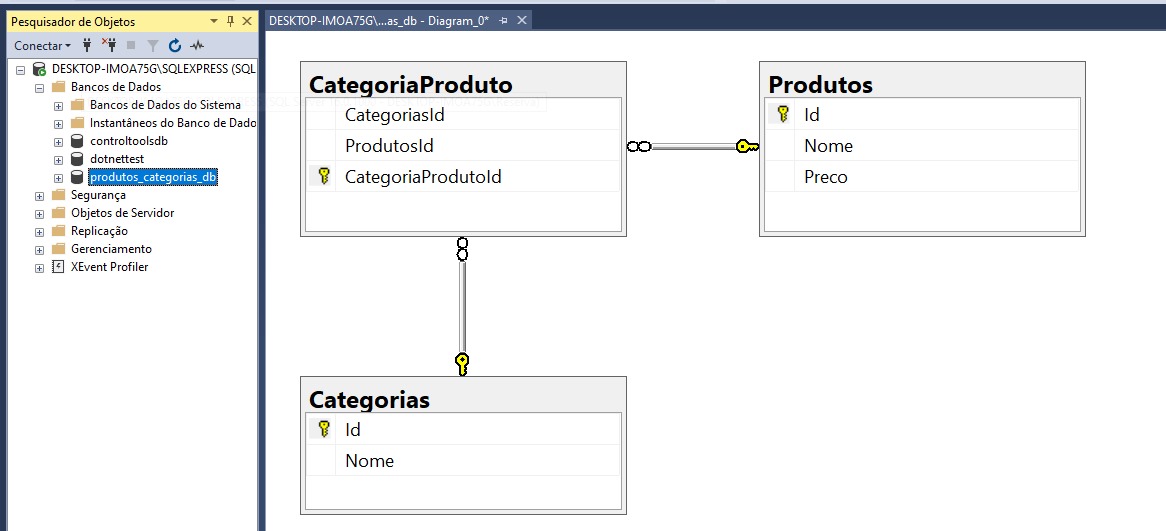 Pesquisador de Objetos
Conectar
DESKTOP-IMOA75G\SQLEXPRESS (SQL
Bancos de Dados
Bancos de Dados do Sistema
Instantâneos do Banco de Dado
controltoolsdb
dotnettest
produtos_categorias_db
Segurança
Objetos de Servidor
Replicação
Gerenciamento
XEvent Profiler
DESKTOP-IMOA75G\...as_db - Diagram_0*
CategoriaProduto
CategoriasId
ProdutosId
CategoriaProdutoId
Produtos
Id
Nome
Preco
Categorias
Id
Nome